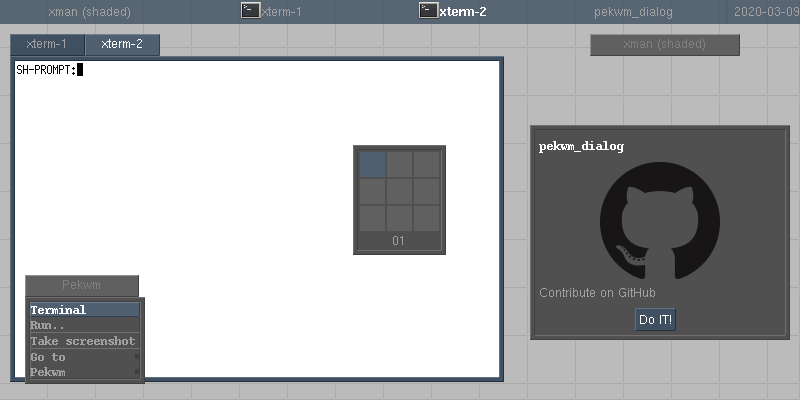 xman (shaded) xterm-1 xterm-2 pekwm_dialog 2020-03-09
xterm-1 xterm-2
xman (shaded)
SH-PROMPT:
pekwm_dialog
01
Contribute on GitHub
Do IT!
Pekwm
Terminal
Run..
Take screenshot
Go to
Pekwm